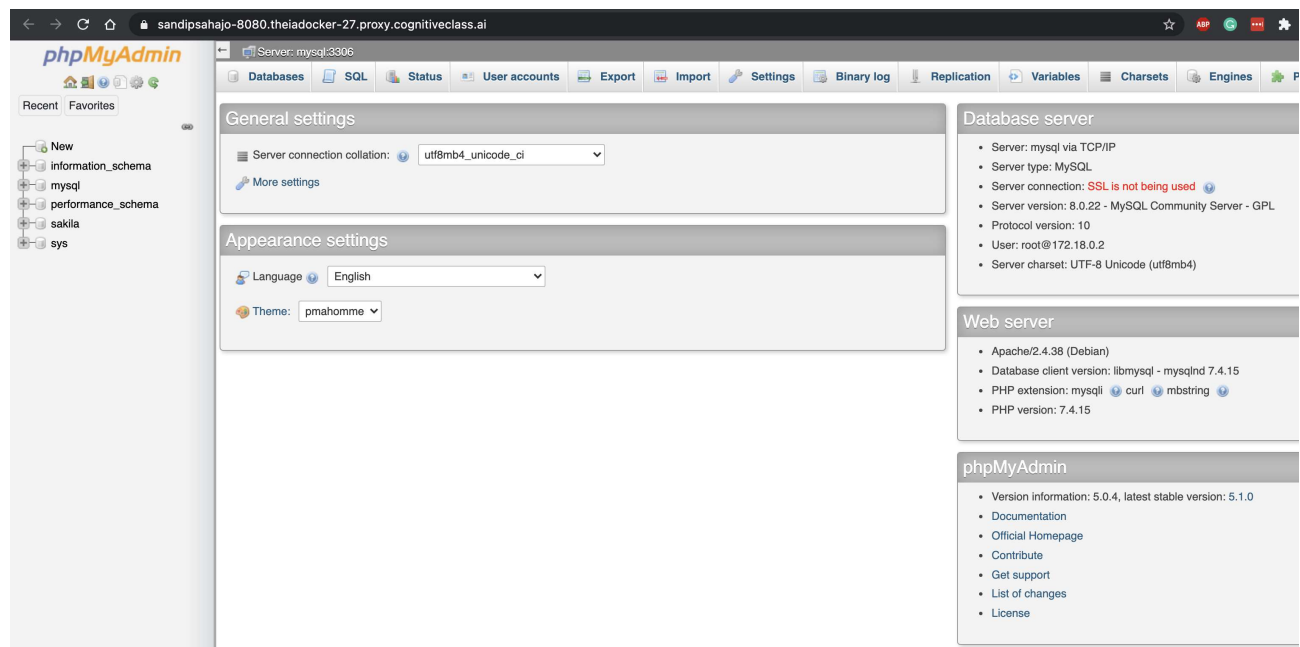 sandipsahajo-8080.theiadocker-27.proxy.cognitiveclass.ai
ABP
phpMyAdmin
Recent Favorites
New
information_schema
mysql
performance_schema
sakila
sys
Server: mysql:3306
Databases SQL Status User accounts Export Import Settings Binary log Replication Variables Charsets Engines P
General settings
Server connection collation: utf8mb4_unicode_ci
More settings
Appearance settings
Language English
Theme: pmahomme
Database server
• Server: mysql via TCP/IP
• Server type: MySQL
• Server connection: SSL is not being used
• Server version: 8.0.22 - MySQL Community Server - GPL
• Protocol version: 10
• User: root@172.18.0.2
• Server charset: UTF-8 Unicode (utf8mb4)
Web server
• Apache/2.4.38 (Debian)
• Database client version: libmysql - mysqlnd 7.4.15
• PHP extension: mysqli curl mbstring
• PHP version: 7.4.15
phpMyAdmin
• Version information: 5.0.4, latest stable version: 5.1.0
• Documentation
• Official Homepage
• Contribute
• Get support
• List of changes
• License